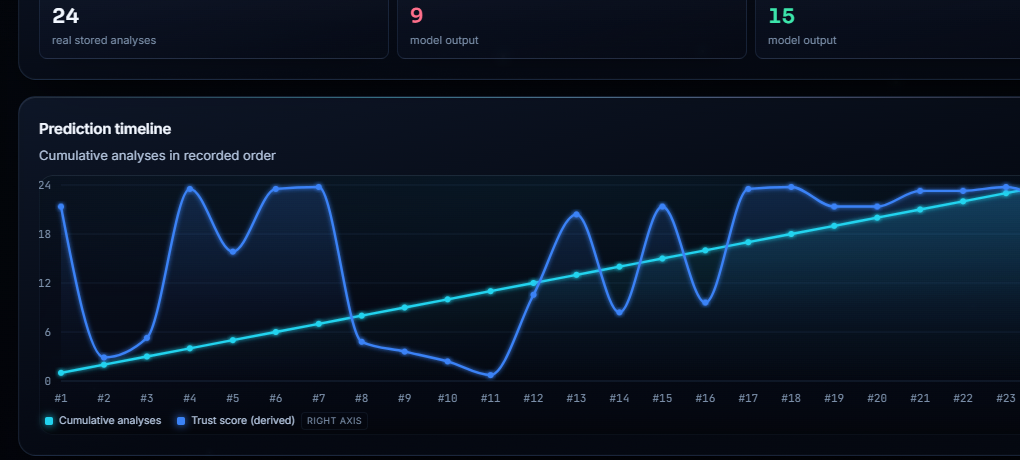 24
9
15
real stored analyses
model output
model output
Prediction timeline
Cumulative analyses in recorded order
24
18
12
6
0
#1 #2 #3 #4 #5 #6 #7 #8 #9 #10 #11 #12 #13 #14 #15 #16 #17 #18 #19 #20 #21 #22 #23
Cumulative analyses Trust score (derived) RIGHT AXIS